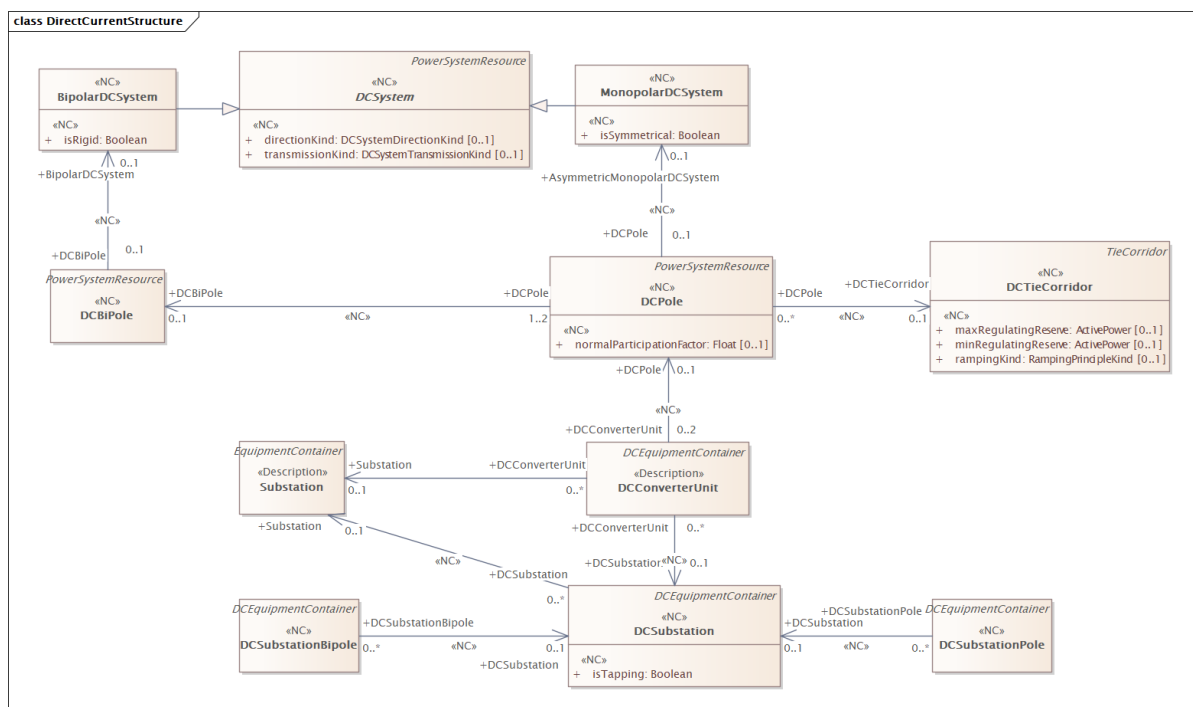 class DirectCurrentStructure
«NC»
BipolarDCSystem
«NC»
+ isRigid: Boolean
PowerSystemResource
«NC»
DCSystem
«NC»
+ directionKind: DCSystemDirectionKind [0..1]
+ transmissionKind: DCSystemTransmissionKind [0..1]
«NC»
MonopolarDCSystem
«NC»
+ isSymmetrical: Boolean
0..1
+BipolarDCSystem
«NC»
0..1
+DCBiPole
0..1
+AsymmetricMonopolarDCSystem
«NC»
+DCPole
0..1
PowerSystemResource
«NC»
DCBiPole
+DCBiPole
0..1
«NC»
+DCPole
1..2
PowerSystemResource
«NC»
DCPole
«NC»
+ normalParticipationFactor: Float [0..1]
+DCPole
0..*
«NC»
+DCTieCorridor
0..1
TieCorridor
«NC»
DCTieCorridor
«NC»
+ maxRegulatingReserve: ActivePower [0..1]
+ minRegulatingReserve: ActivePower [0..1]
+ rampingKind: RampingPrincipleKind [0..1]
+DCPole
0..1
«NC»
+DCConverterUnit
0..2
EquipmentContainer
«Description»
Substation
+Substation
0..1
+DCConverterUnit
0..*
DCEquipmentContainer
«Description»
DCConverterUnit
+Substation
0..1
«NC»
+DCSubstation
0..*
+DCConverterUnit
0..*
+DCSubstation
«NC»
0..1
DCEquipmentContainer
«NC»
DCSubstationBipole
+DCSubstationBipole
0..*
«NC»
0..1
+DCSubstation
DCEquipmentContainer
«NC»
DCSubstation
«NC»
+ isTapping: Boolean
+DCSubstationPole
+DCSubstation
0..1
«NC»
0..*
DCEquipmentContainer
«NC»
DCSubstationPole